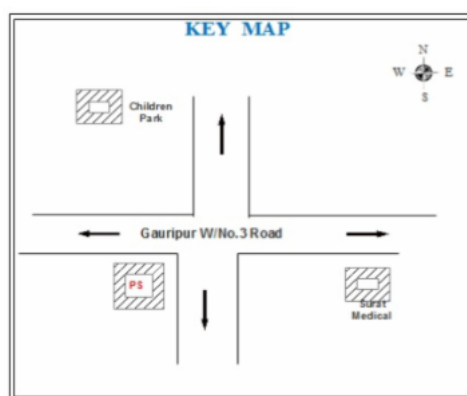 KEY MAP
N
W E
S
Children
Park
Gauripur W/No.3 Road
PS
Surat
Medical